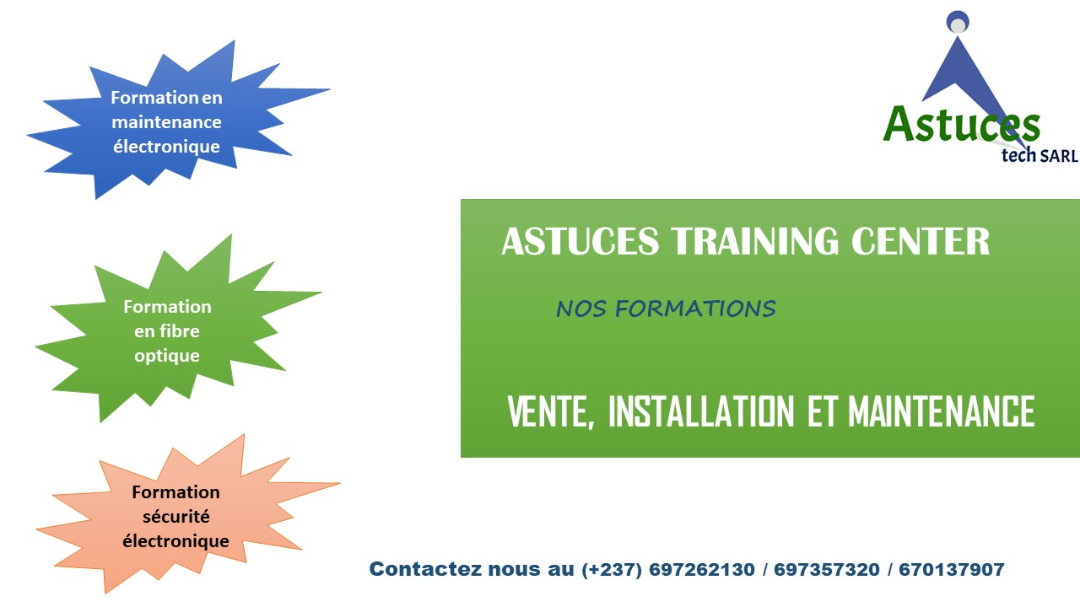 Formation en
maintenance
électronique
Astuces
tech SARL
ASTUCES TRAINING CENTER
NOS FORMATIONS
Formation
en fibre
optique
VENTE, INSTALLATION ET MAINTENANCE
Formation
sécurité
électronique
Contactez nous au (+237) 697262130 / 697357320 / 670137907